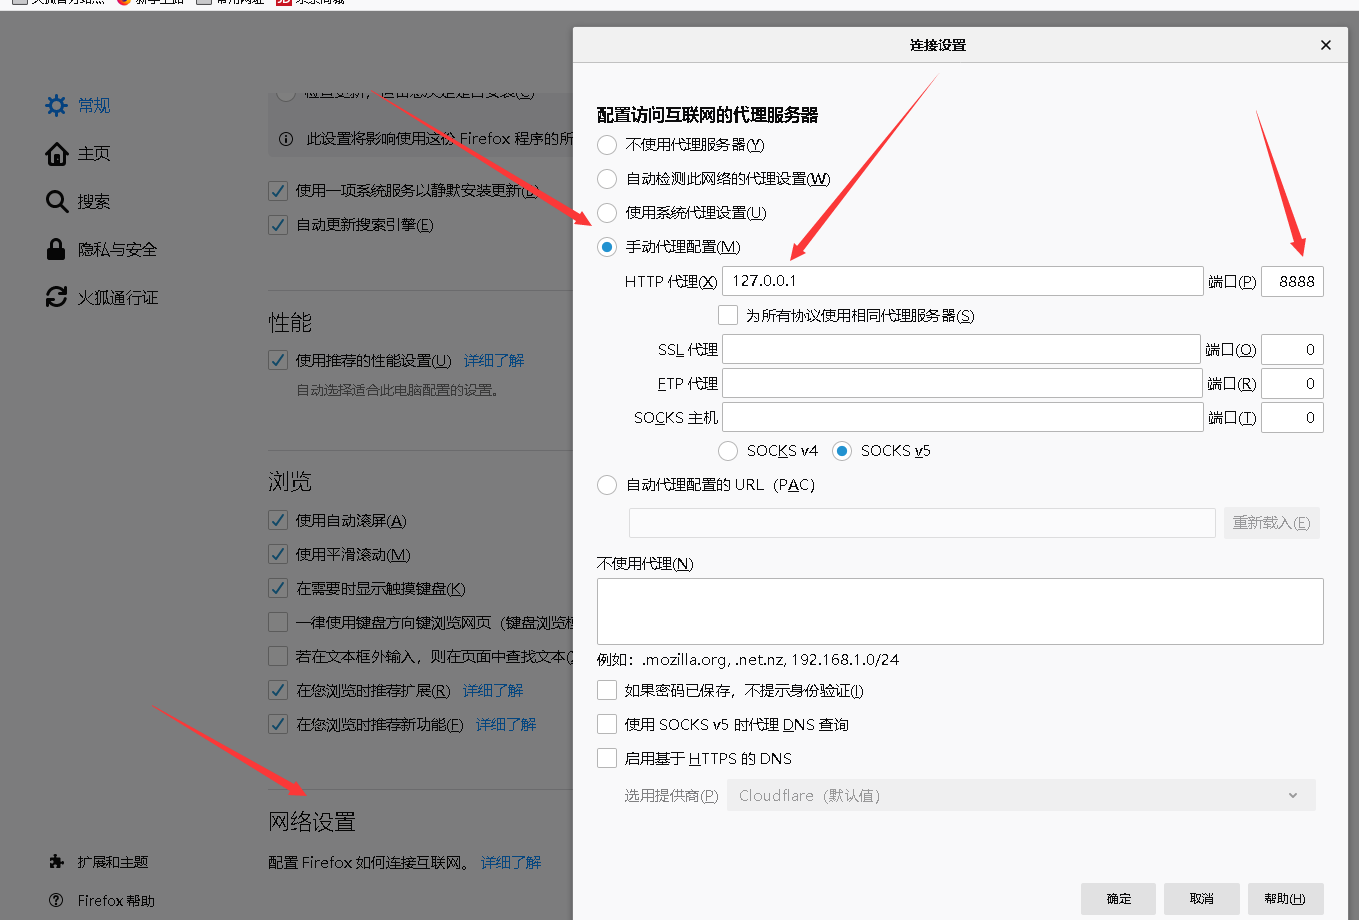 连接设置
常规
主页
搜索
隐私与安全
火狐通行证
扩展和主题
Firefox 帮助
此设置将影响使用这份 Firefox 程序的所
使用一项系统服务以静默安装更新
自动更新搜索引擎(E)
性能
使用推荐的性能设置(U) 详细了解
自动选择适合此电脑配置的设置。
浏览
使用自动滚屏(A)
使用平滑滚动(M)
在需要时显示触摸键盘(K)
一律使用键盘方向键浏览网页（键盘浏览
若在文本框外输入，则在页面中查找文本
在您浏览时推荐扩展(R) 详细了解
在您浏览时推荐新功能(F) 详细了解
网络设置
配置 Firefox 如何连接互联网。 详细了解
配置访问互联网的代理服务器
不使用代理服务器(Y)
自动检测此网络的代理设置(W)
使用系统代理设置(U)
手动代理配置(M)
HTTP 代理(X) 127.0.0.1 端口(P) 8888
为所有协议使用相同代理服务器(S)
SSL 代理 端口(O) 0
FTP 代理 端口(R) 0
SOCKS 主机 端口(T) 0
SOCKS v4 SOCKS v5
自动代理配置的 URL（PAC）
重新载入(E)
不使用代理(N)
例如：.mozilla.org, .net.nz, 192.168.1.0/24
如果密码已保存，不提示身份验证(I)
使用 SOCKS v5 时代理 DNS 查询
启用基于 HTTPS 的 DNS
选用提供商(P) Cloudflare（默认值）
确定 取消 帮助(H)